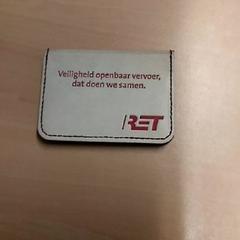 Veiligheid openbaar vervoer,
dat doen we samen.
RET